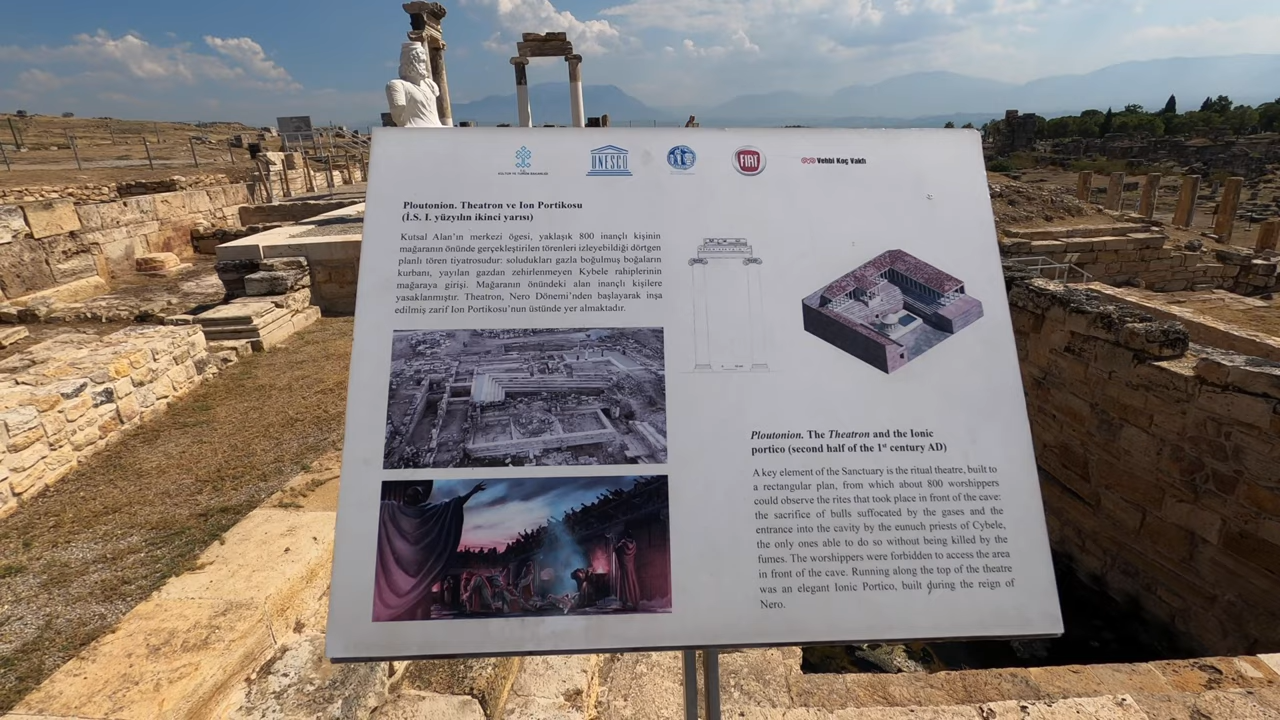 KÜLTÜR VE TURİZM BAKANLIĞI
UNESCO
FIAT
Vehbi Koç Vakfı
Ploutonion. Theatron ve Ion Portikosu
(İ.S. I. yüzyılın ikinci yarısı)
Kutsal Alan'ın merkezi ögesi, yaklaşık 800 inançlı kişinin
mağaranın önünde gerçekleştirilen törenleri izleyebildiği dörtgen
planlı tören tiyatrosudur: soludukları gazla boğulmuş boğaların
kurbanı, yayılan gazdan zehirlenmeyen Kybele rahiplerinin
mağaraya girişi. Mağaranın önündeki alan inançlı kişilere
yasaklanmıştır. Theatron, Nero Dönemi'nden başlayarak inşa
edilmiş zarif Ion Portikosu'nun üstünde yer almaktadır.
Ploutonion. The Theatron and the Ionic
portico (second half of the 1st century AD)
A key element of the Sanctuary is the ritual theatre, built to
a rectangular plan, from which about 800 worshippers
could observe the rites that took place in front of the cave:
the sacrifice of bulls suffocated by the gases and the
entrance into the cavity by the eunuch priests of Cybele,
the only ones able to do so without being killed by the
fumes. The worshippers were forbidden to access the area
in front of the cave. Running along the top of the theatre
was an elegant Ionic Portico, built during the reign of
Nero.